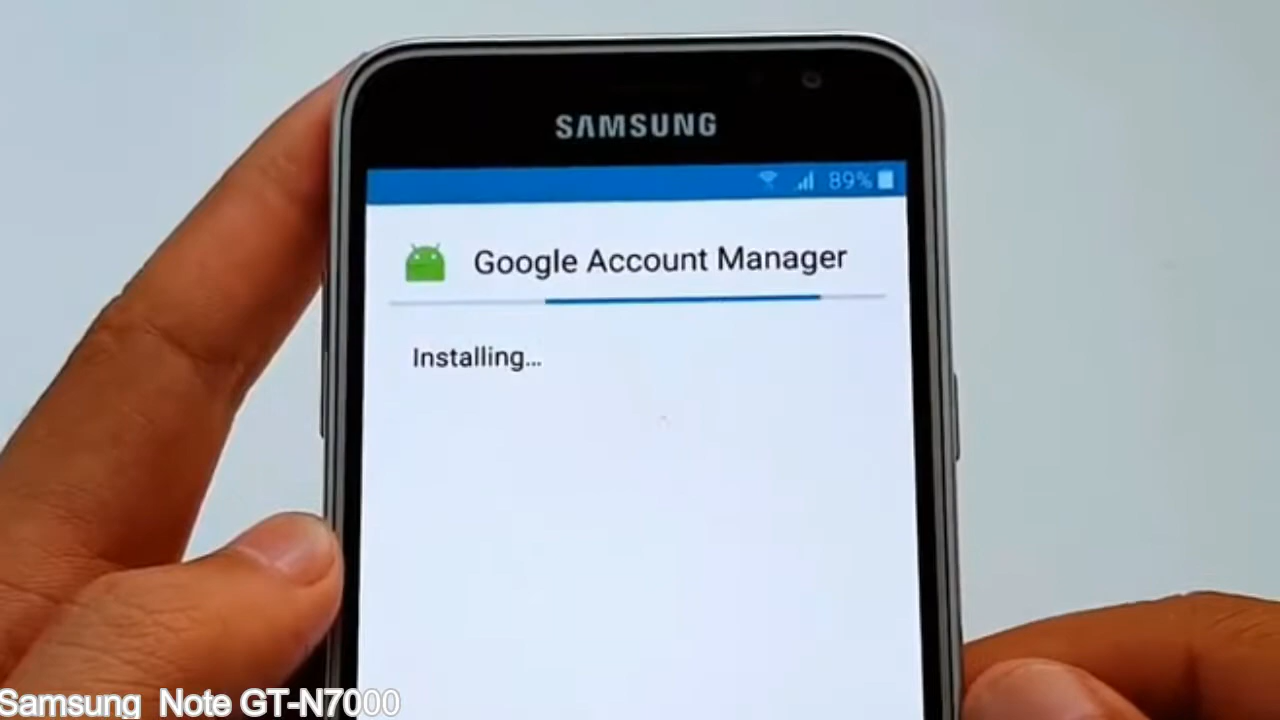 SAMSUNG
89%
Google Account Manager
Installing...
Samsung  Note GT-N7000